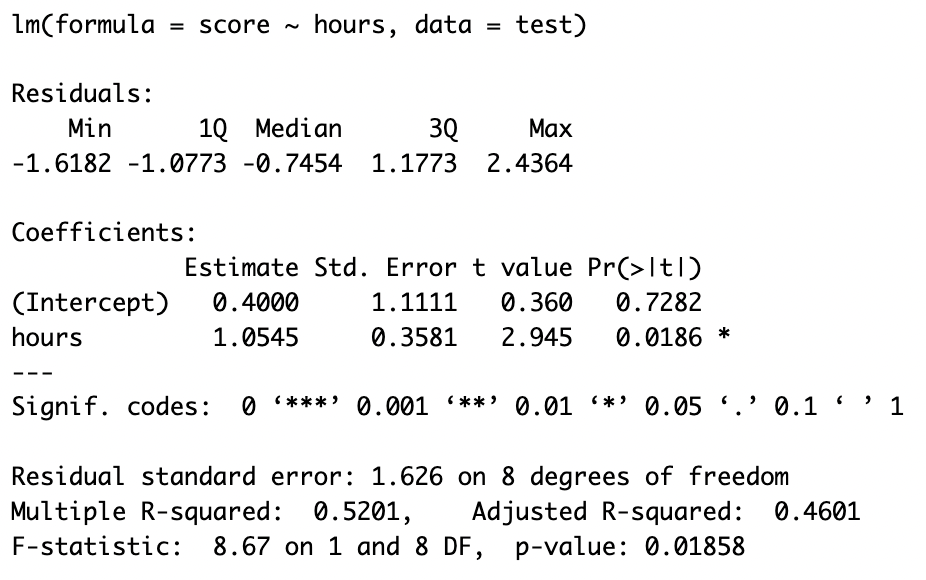 lm(formula = score ~ hours, data = test)
Residuals:
    Min      1Q  Median      3Q     Max
-1.6182 -1.0773 -0.7454  1.1773  2.4364
Coefficients:
            Estimate Std. Error t value Pr(>|t|)
(Intercept)   0.4000     1.1111   0.360   0.7282
hours         1.0545     0.3581   2.945   0.0186 *
---
Signif. codes:  0 ‘***’ 0.001 ‘**’ 0.01 ‘*’ 0.05 ‘.’ 0.1 ‘ ’ 1
Residual standard error: 1.626 on 8 degrees of freedom
Multiple R-squared:  0.5201,    Adjusted R-squared:  0.4601
F-statistic:  8.67 on 1 and 8 DF,  p-value: 0.01858